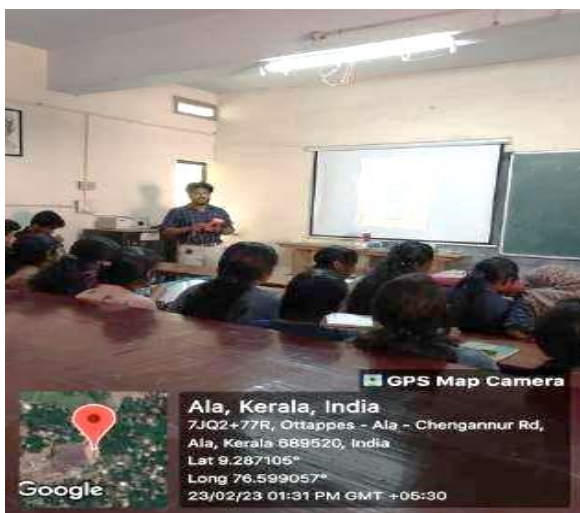 GPS Map Camera
Ala, Kerala, India
7JQ2+77R, Ottappes - Ala - Chengannur Rd,
Ala, Kerala 689520, India
Lat 9.287105°
Long 76.599057°
23/02/23 01:31 PM GMT +05:30
Google